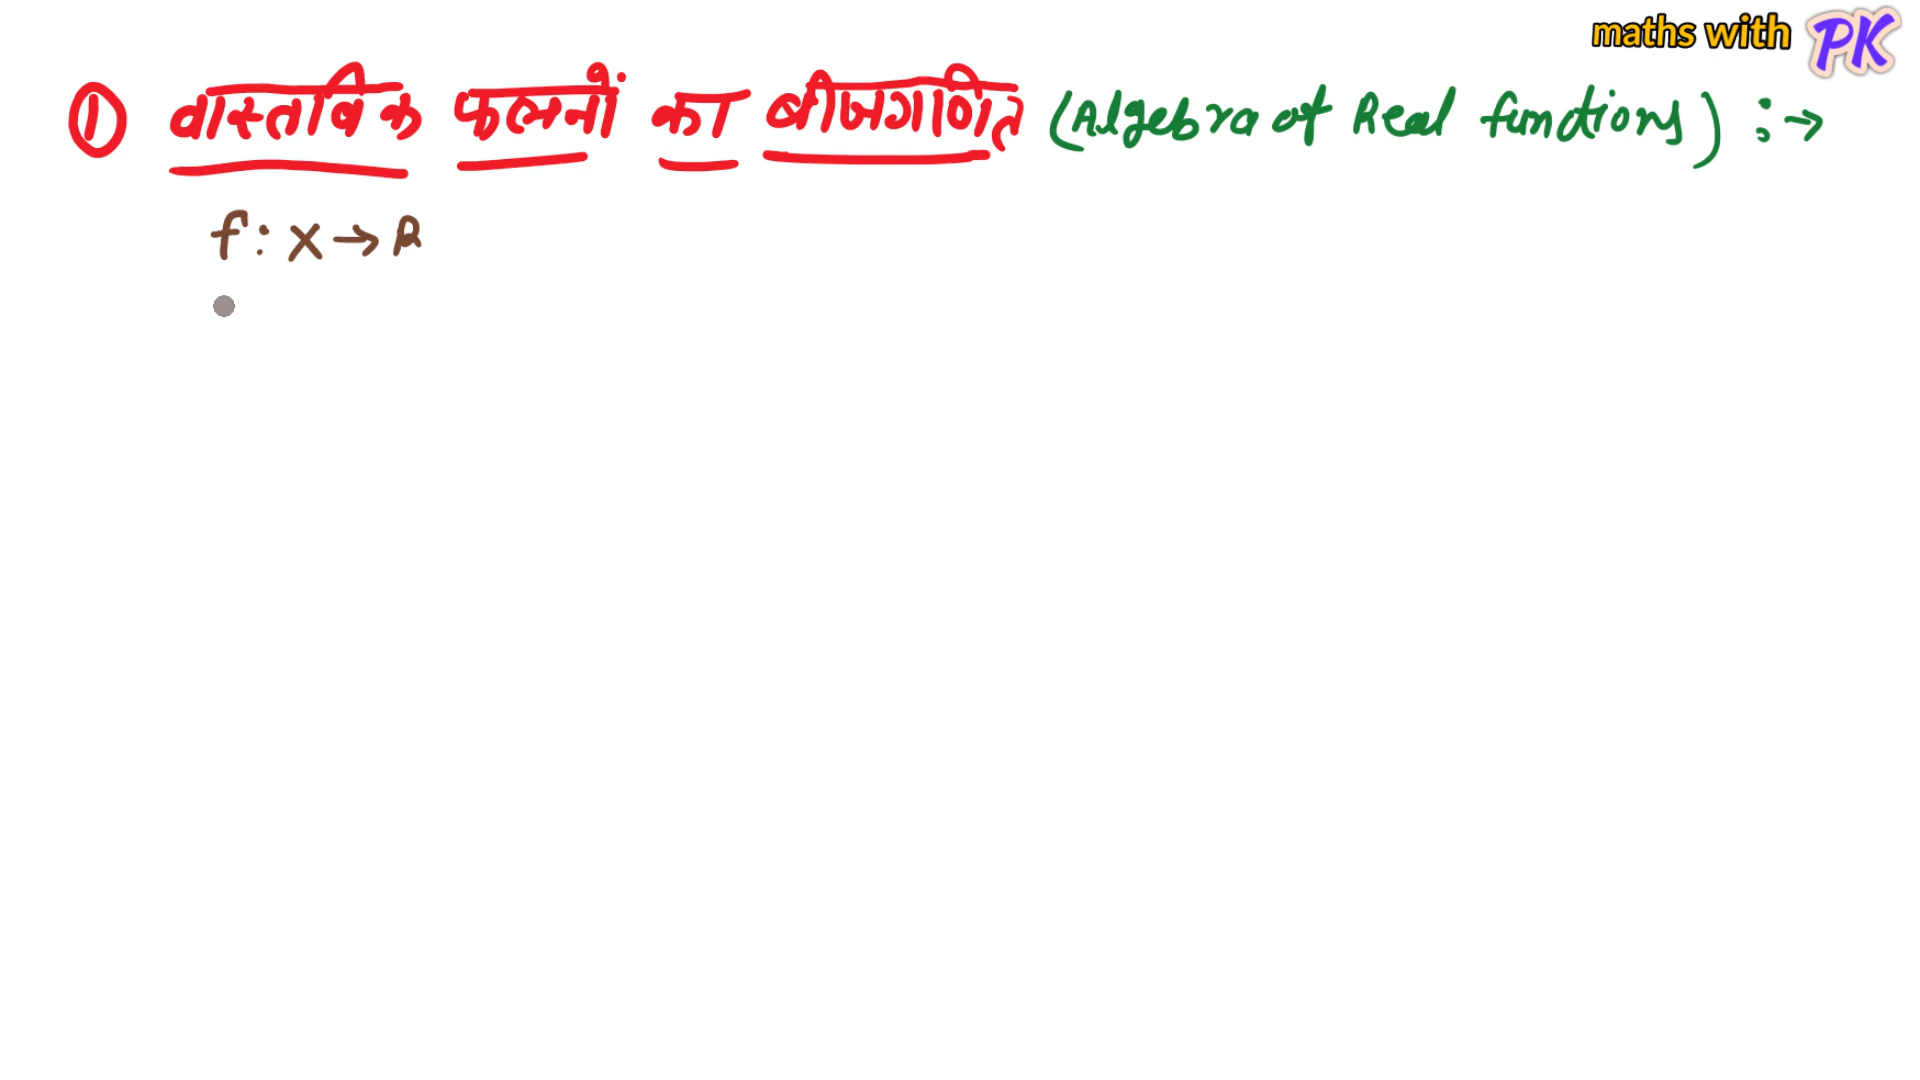 maths with PK
① वास्तविक फलनों का बीजगणित (Algebra of Real functions) :→
f : X → R